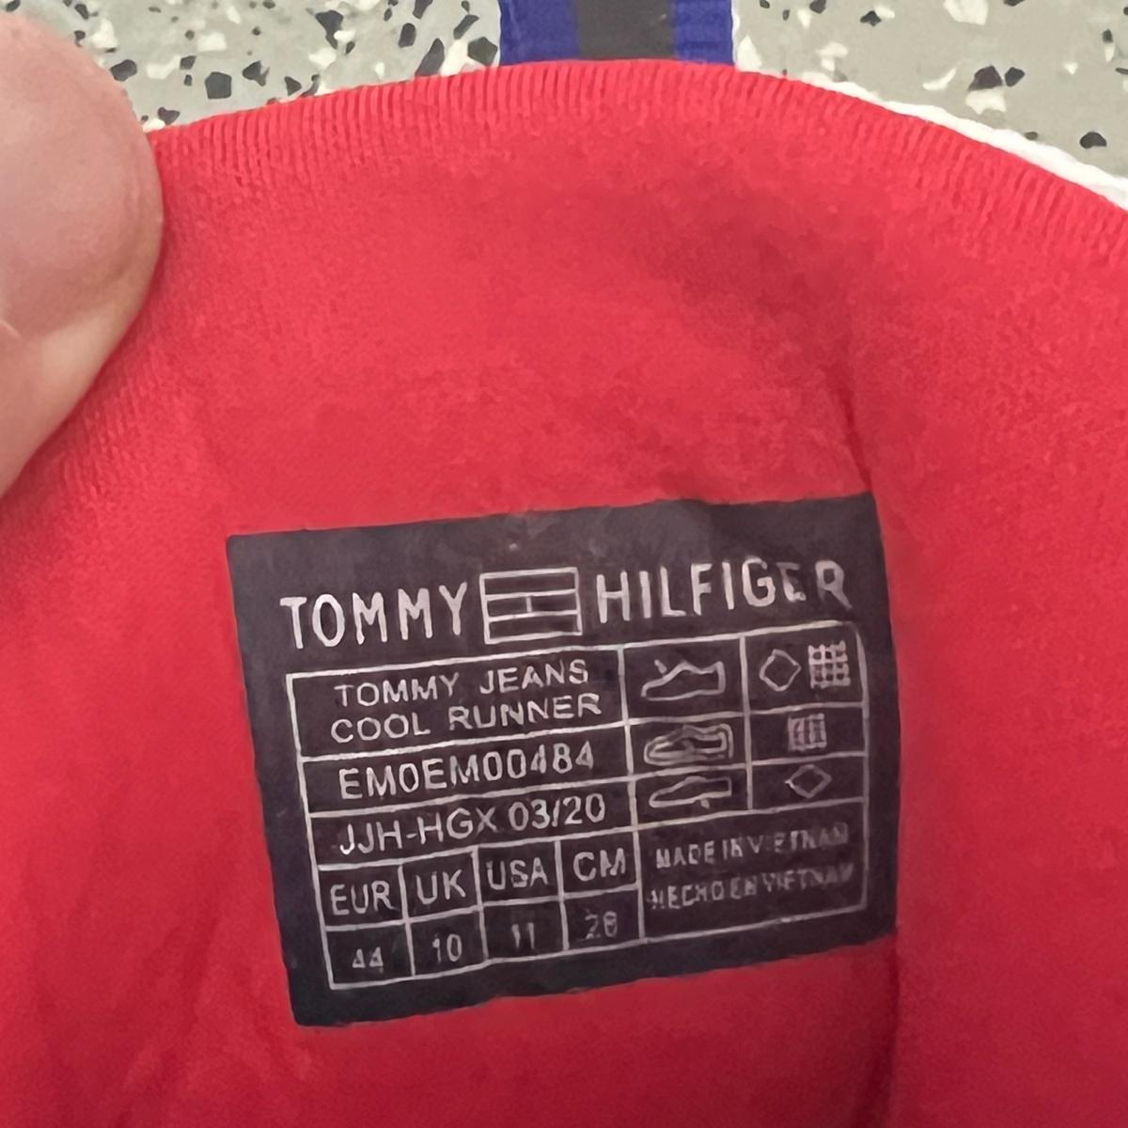 TOMMY HILFIGER
TOMMY JEANS
COOL RUNNER
EM0EM00484
JJH-HGX 03/20
EUR UK USA CM
44 10 11 28
MADE IN VIETNAM
HECHO EN VIETNAM